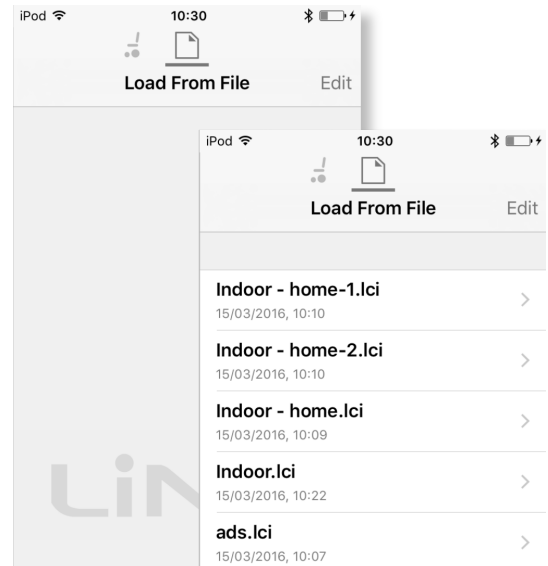 iPod 10:30
Load From File Edit
LiN
iPod 10:30
Load From File Edit
Indoor - home-1.lci
15/03/2016, 10:10
Indoor - home-2.lci
15/03/2016, 10:10
Indoor - home.lci
15/03/2016, 10:09
Indoor.lci
15/03/2016, 10:22
ads.lci
15/03/2016, 10:07